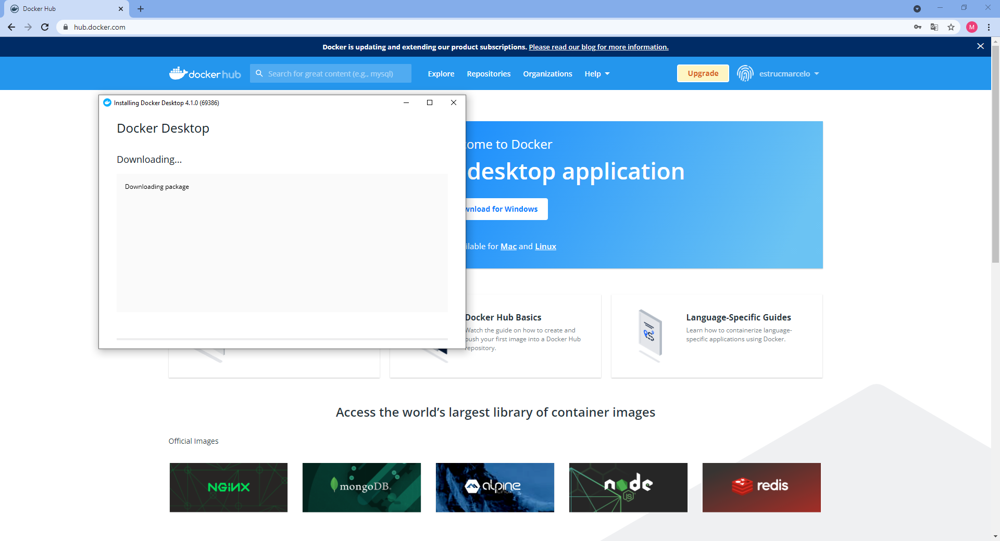 Docker Hub
hub.docker.com
M
Docker is updating and extending our product subscriptions. Please read our blog for more information.
docker hub
Search for great content (e.g., mysql)
Explore
Repositories
Organizations
Help
Upgrade
estrucmarcelo
Installing Docker Desktop 4.1.0 (69386)
Docker Desktop
Downloading...
Downloading package
come to Docker
desktop application
wnload for Windows
ilable for Mac and Linux
Docker Hub Basics
Watch the guide on how to create and
push your first image into a Docker Hub
repository.
Language-Specific Guides
Learn how to containerize language-
specific applications using Docker.
Access the world’s largest library of container images
Official Images
NGINX
mongoDB.
alpine
Linux
node
JS
redis